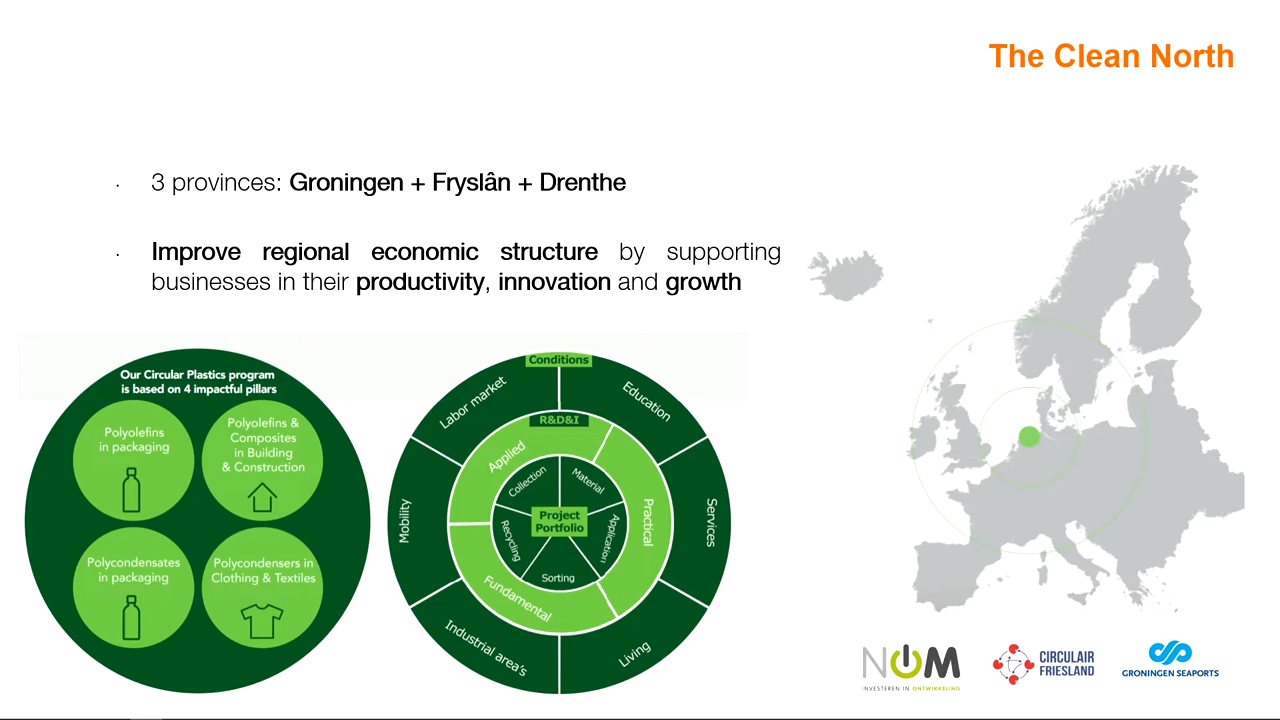 The Clean North
· 3 provinces: Groningen + Fryslân + Drenthe
· Improve regional economic structure by supporting
businesses in their productivity, innovation and growth
Our Circular Plastics program
is based on 4 impactful pillars
Polyolefins
in packaging
Polyolefins &
Composites
in Building
& Construction
Polycondensates
in packaging
Polycondensers in
Clothing & Textiles
Conditions
Labor market
Education
Mobility
Services
Industrial area's
Living
R&D&I
Applied
Practical
Fundamental
Collection
Material
Recycling
Application
Sorting
Project
Portfolio
NOM
INVESTEREN IN ONTWIKKELING
CIRCULAIR
FRIESLAND
GRONINGEN SEAPORTS